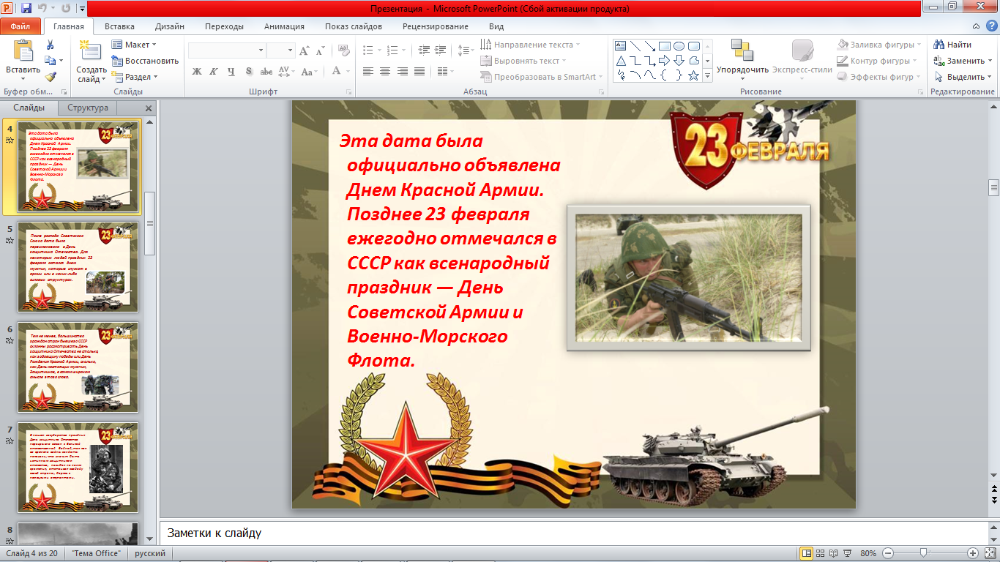 Презентация - Microsoft PowerPoint (Сбой активации продукта)
Файл Главная Вставка Дизайн Переходы Анимация Показ слайдов Рецензирование Вид
Вставить
Буфер обм...
Создать слайд
Макет
Восстановить
Раздел
Слайды
Ж К Ч S abc AV Aa A
Шрифт
Направление текста
Выровнять текст
Преобразовать в SmartArt
Абзац
Упорядочить
Экспресс-стили
Заливка фигуры
Контур фигуры
Эффекты фигур
Рисование
Найти
Заменить
Выделить
Редактирование
Слайды Структура
4
Эта дата была
официально объявлена
Днем Красной Армии.
Позднее 23 февраля
ежегодно отмечался в
СССР как всенародный
праздник — День
Советской Армии и
Военно-Морского
Флота.
23 ФЕВРАЛЯ
5
После распада Советского
Союза дата была
переименована в День
защитника Отечества. Для
некоторых людей праздник 23
февраля остался днем
мужчин, которые служат в
армии или в каких-либо
силовых структурах.
23 ФЕВРАЛЯ
6
Тем не менее, большинство
граждан стран бывшего СССР
склонны рассматривать День
защитника Отечества не столько,
как годовщину победы или День
Рождения Красной Армии, сколько,
как День настоящих мужчин,
Защитников, в самом широком
смысле этого слова.
23 ФЕВРАЛЯ
7
23 ФЕВРАЛЯ
8
Эта дата была
официально объявлена
Днем Красной Армии.
Позднее 23 февраля
ежегодно отмечался в
СССР как всенародный
праздник — День
Советской Армии и
Военно-Морского
Флота.
23 ФЕВРАЛЯ
Заметки к слайду
Слайд 4 из 20 "Тема Office" русский 80%